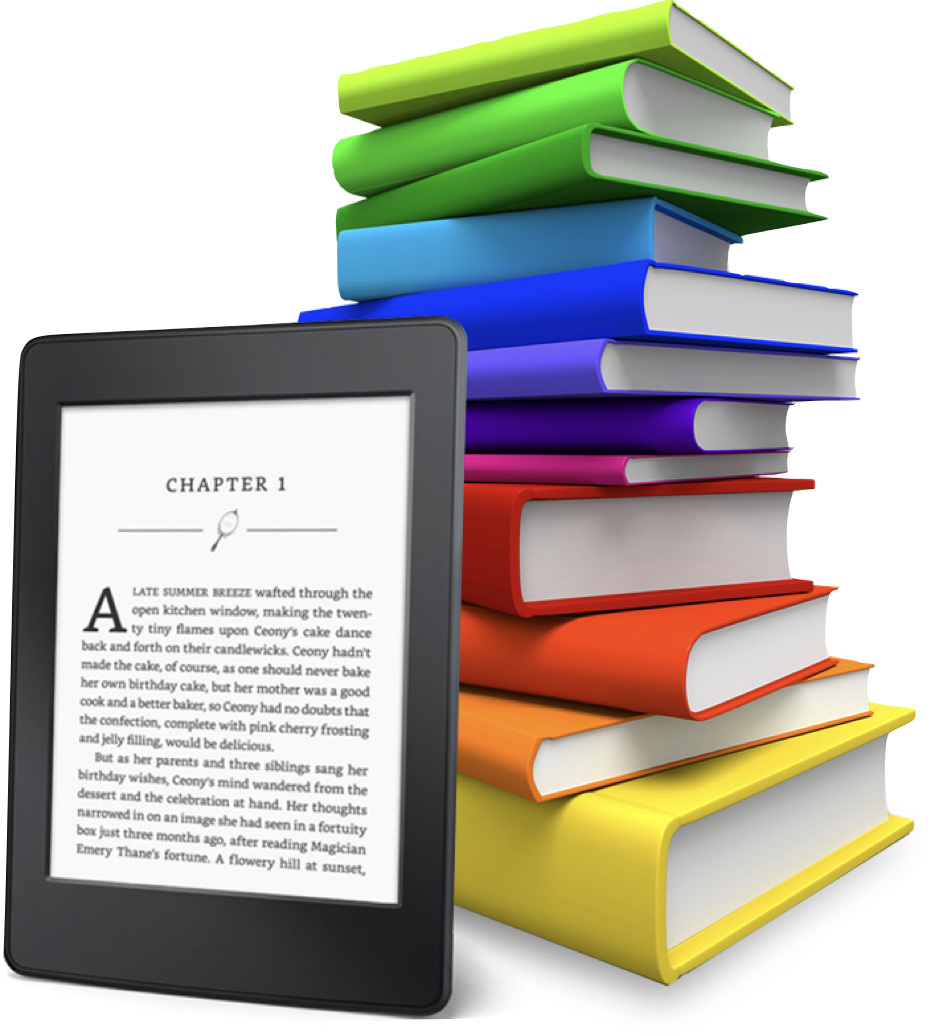 CHAPTER 1
A LATE SUMMER BREEZE wafted through the
open kitchen window, making the twen-
ty tiny flames upon Ceony's cake dance
back and forth on their candlewicks. Ceony hadn't
made the cake, of course, as one should never bake
her own birthday cake, but her mother was a good
cook and a better baker, so Ceony had no doubts that
the confection, complete with pink cherry frosting
and jelly filling, would be delicious.
But as her parents and three siblings sang her
birthday wishes, Ceony's mind wandered from the
dessert and the celebration at hand. Her thoughts
narrowed in on an image she had seen in a fortuity
box just three months ago, after reading Magician
Emery Thane's fortune. A flowery hill at sunset,